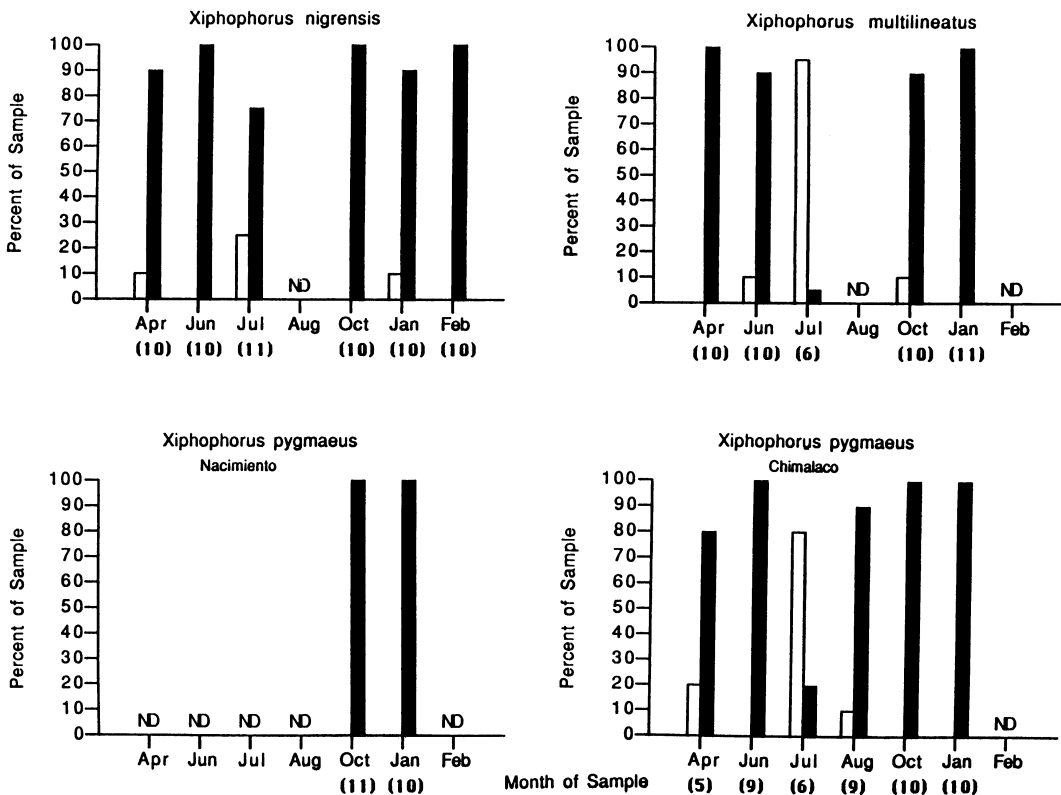 Xiphophorus nigrensis
Percent of Sample
100
90
80
70
60
50
40
30
20
10
0
ND
Apr Jun Jul Aug Oct Jan Feb
(10) (10) (11) (10) (10) (10)
Xiphophorus multilineatus
Percent of Sample
100
90
80
70
60
50
40
30
20
10
0
ND ND
Apr Jun Jul Aug Oct Jan Feb
(10) (10) (6) (10) (11)
Xiphophorus pygmaeus
Nacimiento
Percent of Sample
100
90
80
70
60
50
40
30
20
10
0
ND ND ND ND ND
Apr Jun Jul Aug Oct Jan Feb
(11) (10)
Xiphophorus pygmaeus
Chimalaco
Percent of Sample
100
90
80
70
60
50
40
30
20
10
0
ND
Apr Jun Jul Aug Oct Jan Feb
(5) (9) (6) (9) (10) (10)
Month of Sample